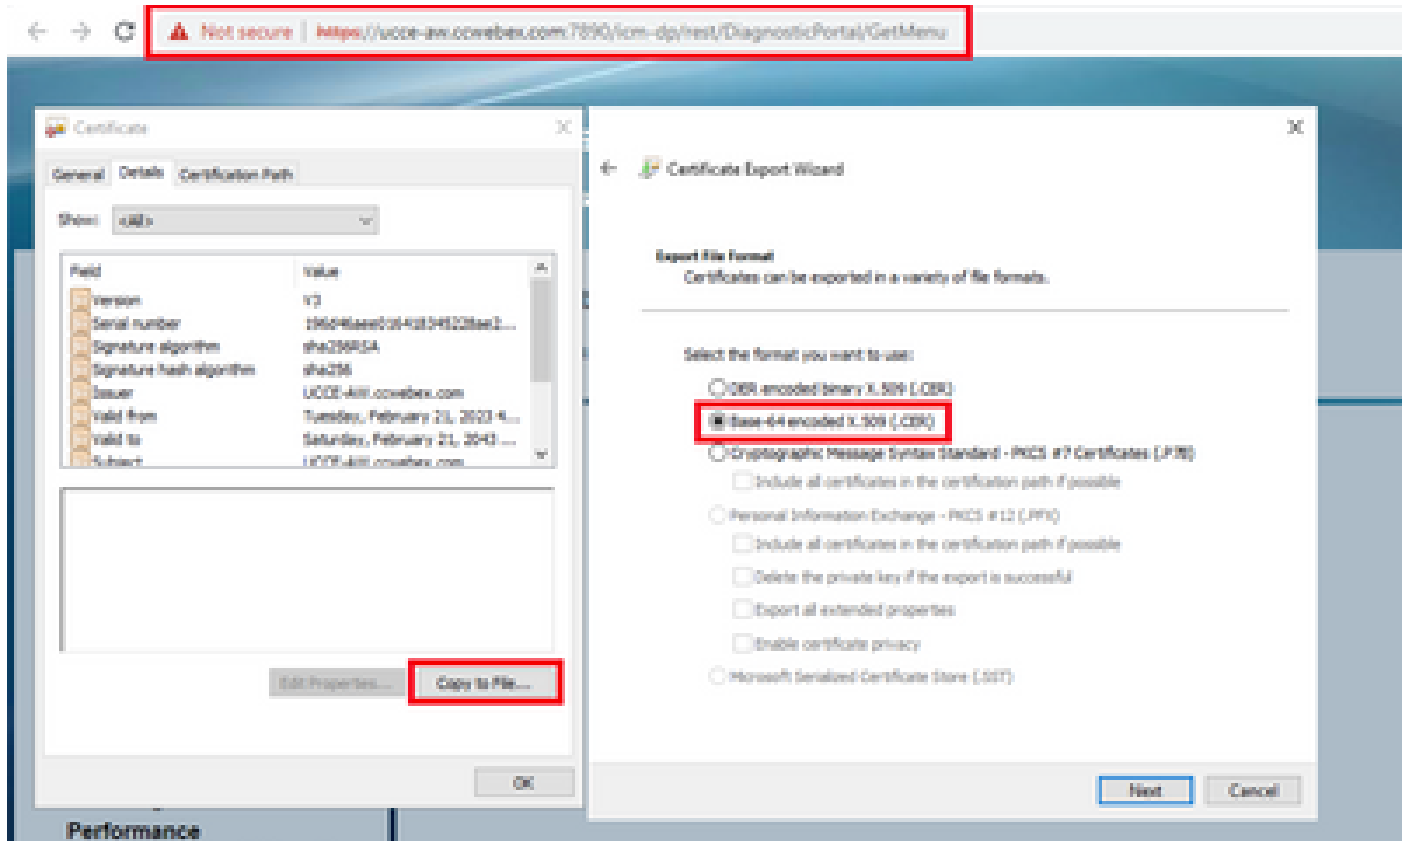 Not secure | https://ucce-aw.ccwebex.com:7890/icm-dp/rest/DiagnosticPortal/GetMenu
Certificate
General Details Certification Path
Show: <All>
Field Value
Version V3
Serial number
Signature algorithm sha256RSA
Signature hash algorithm sha256
Issuer UCCE-AW.ccwebex.com
Valid from Tuesday, February 21, 2023 4...
Valid to Saturday, February 21, 2043 ...
Subject UCCE-AW.ccwebex.com
Edit Properties...
Copy to File...
OK
Performance
Certificate Export Wizard
Export File Format
Certificates can be exported in a variety of file formats.
Select the format you want to use:
DER encoded binary X.509 (.CER)
Base-64 encoded X.509 (.CER)
Cryptographic Message Syntax Standard - PKCS #7 Certificates (.P7B)
Include all certificates in the certification path if possible
Personal Information Exchange - PKCS #12 (.PFX)
Include all certificates in the certification path if possible
Delete the private key if the export is successful
Export all extended properties
Enable certificate privacy
Microsoft Serialized Certificate Store (.SST)
Next
Cancel